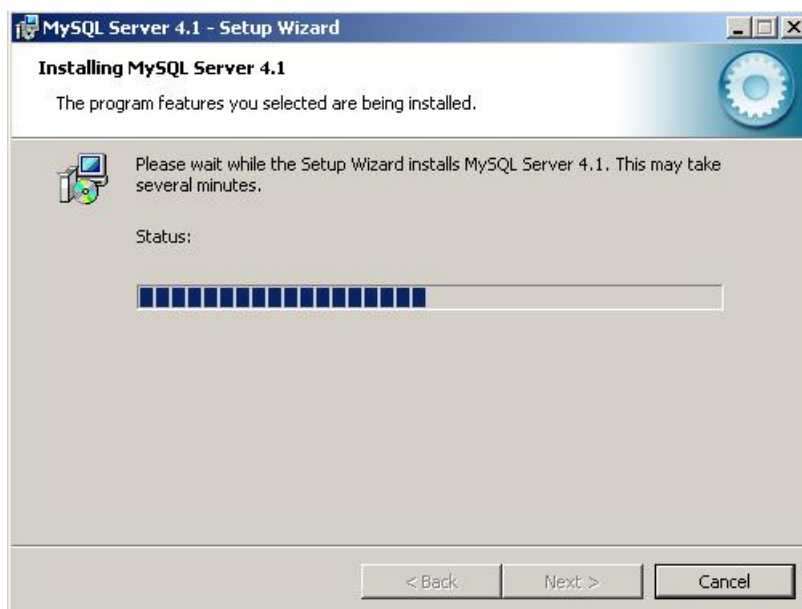 MySQL Server 4.1 - Setup Wizard
Installing MySQL Server 4.1
The program features you selected are being installed.
Please wait while the Setup Wizard installs MySQL Server 4.1. This may take
several minutes.
Status:
< Back Next > Cancel